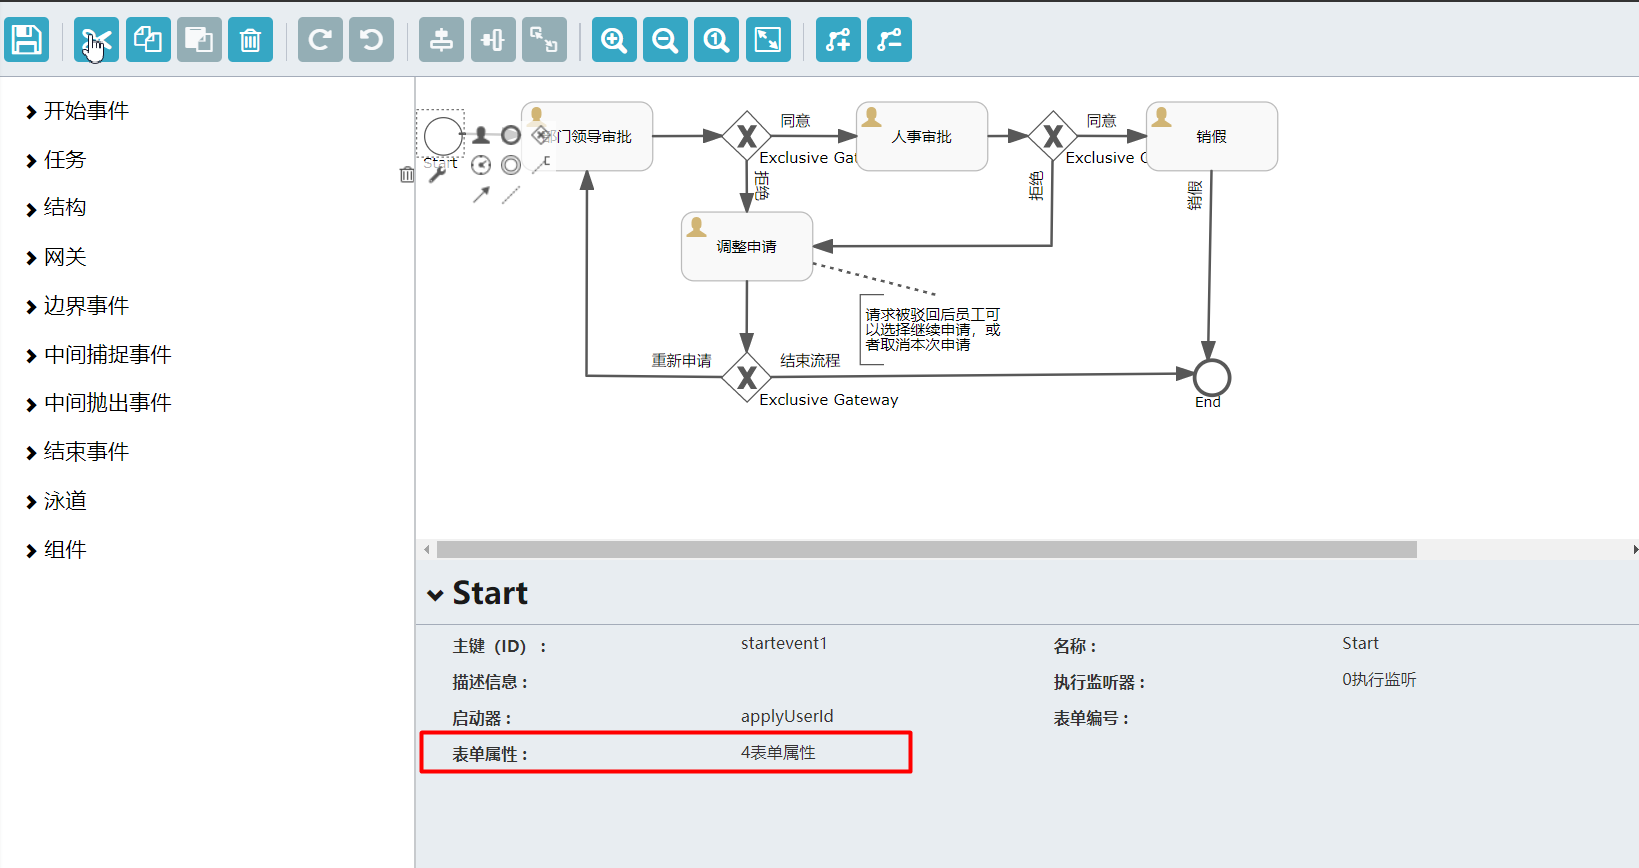 开始事件
任务
结构
网关
边界事件
中间捕捉事件
中间抛出事件
结束事件
泳道
组件
Start
部门领导审批
同意
Exclusive Gat
拒绝
人事审批
同意
Exclusive G
拒绝
销假
销假
调整申请
请求被驳回后员工可
以选择继续申请，或
者取消本次申请
重新申请
结束流程
Exclusive Gateway
End
Start
主键（ID）： startevent1 名称： Start
描述信息： 执行监听器： 0执行监听
启动器： applyUserId 表单编号：
表单属性： 4表单属性